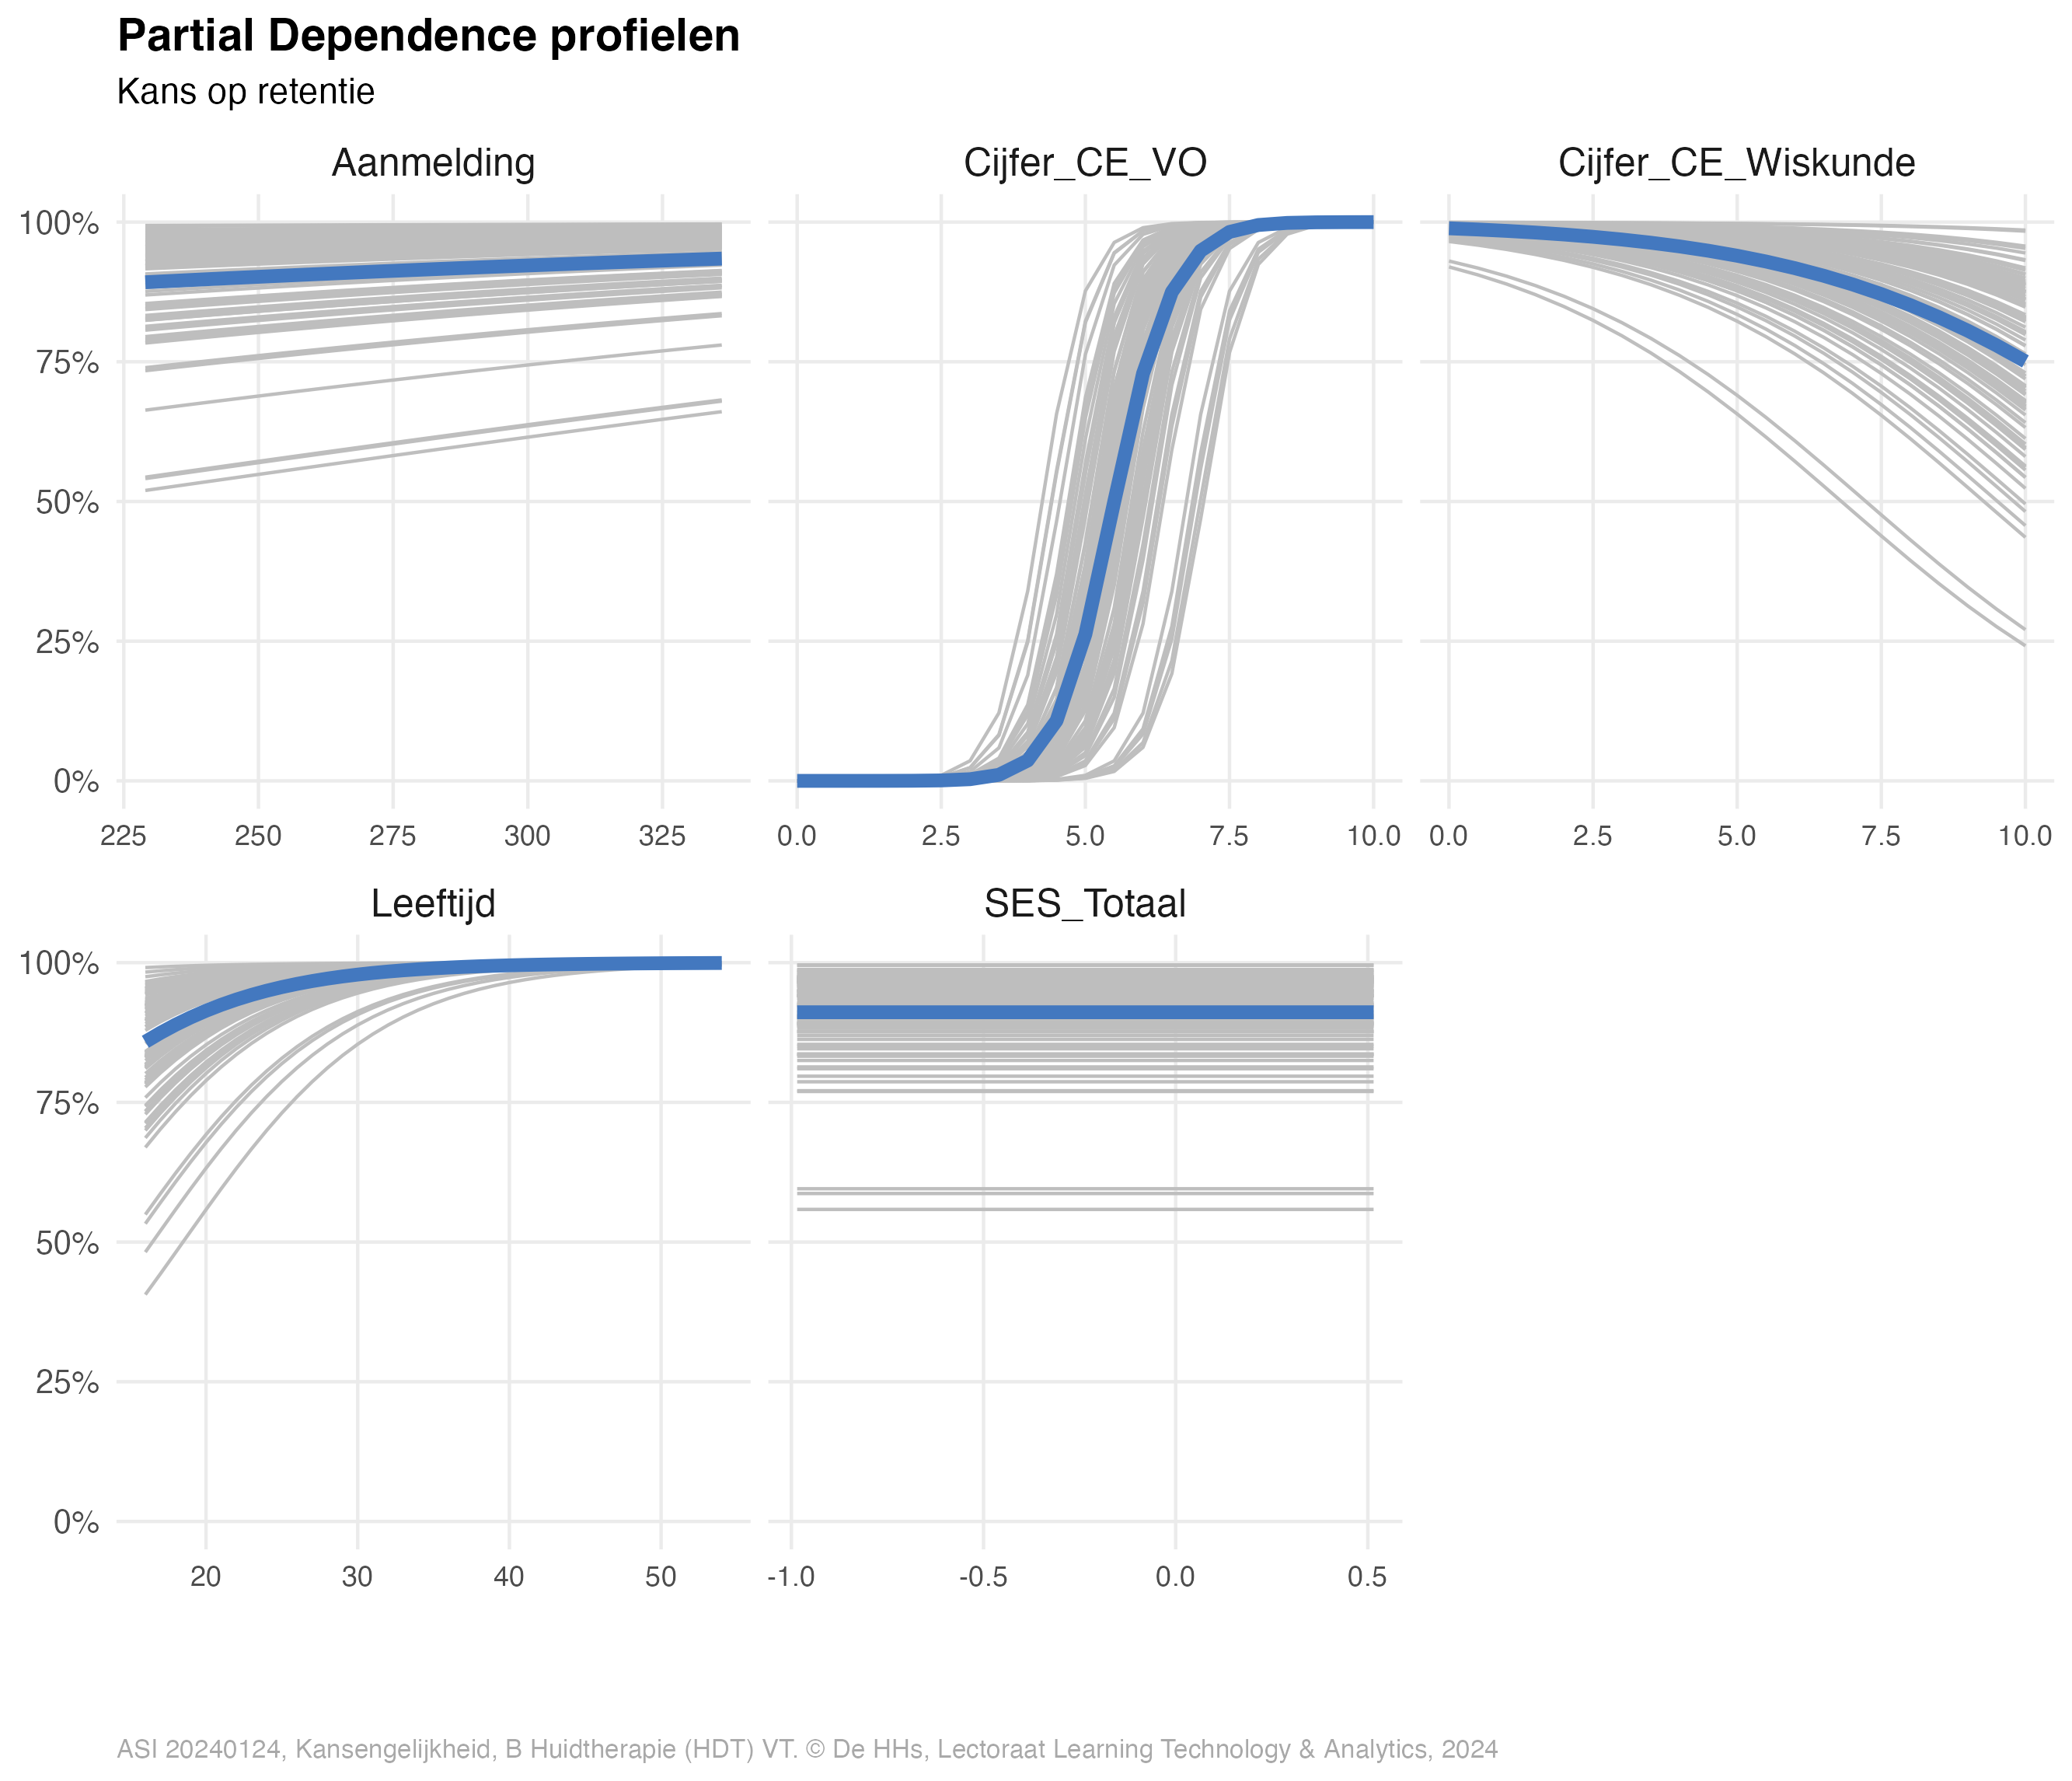 Partial Dependence profielen
Kans op retentie
Aanmelding
Cijfer_CE_VO
Cijfer_CE_Wiskunde
100%
75%
50%
25%
0%
225 250 275 300 325
0.0 2.5 5.0 7.5 10.0
0.0 2.5 5.0 7.5 10.0
Leeftijd
SES_Totaal
100%
75%
50%
25%
0%
20 30 40 50
-1.0 -0.5 0.0 0.5
ASI 20240124, Kansengelijkheid, B Huidtherapie (HDT) VT. © De HHs, Lectoraat Learning Technology & Analytics, 2024